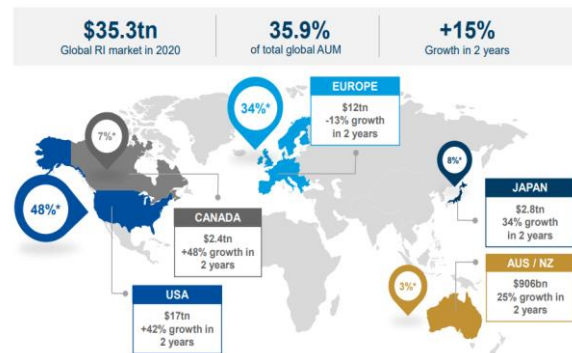 $35.3tn
Global RI market in 2020
35.9%
of total global AUM
+15%
Growth in 2 years
34%*
EUROPE
$12tn
-13% growth
in 2 years
7%*
8%*
48%*
CANADA
$2.4tn
+48% growth in
2 years
JAPAN
$2.8tn
34% growth
in 2 years
3%*
AUS / NZ
$906bn
25% growth in
2 years
USA
$17tn
+42% growth in
2 years